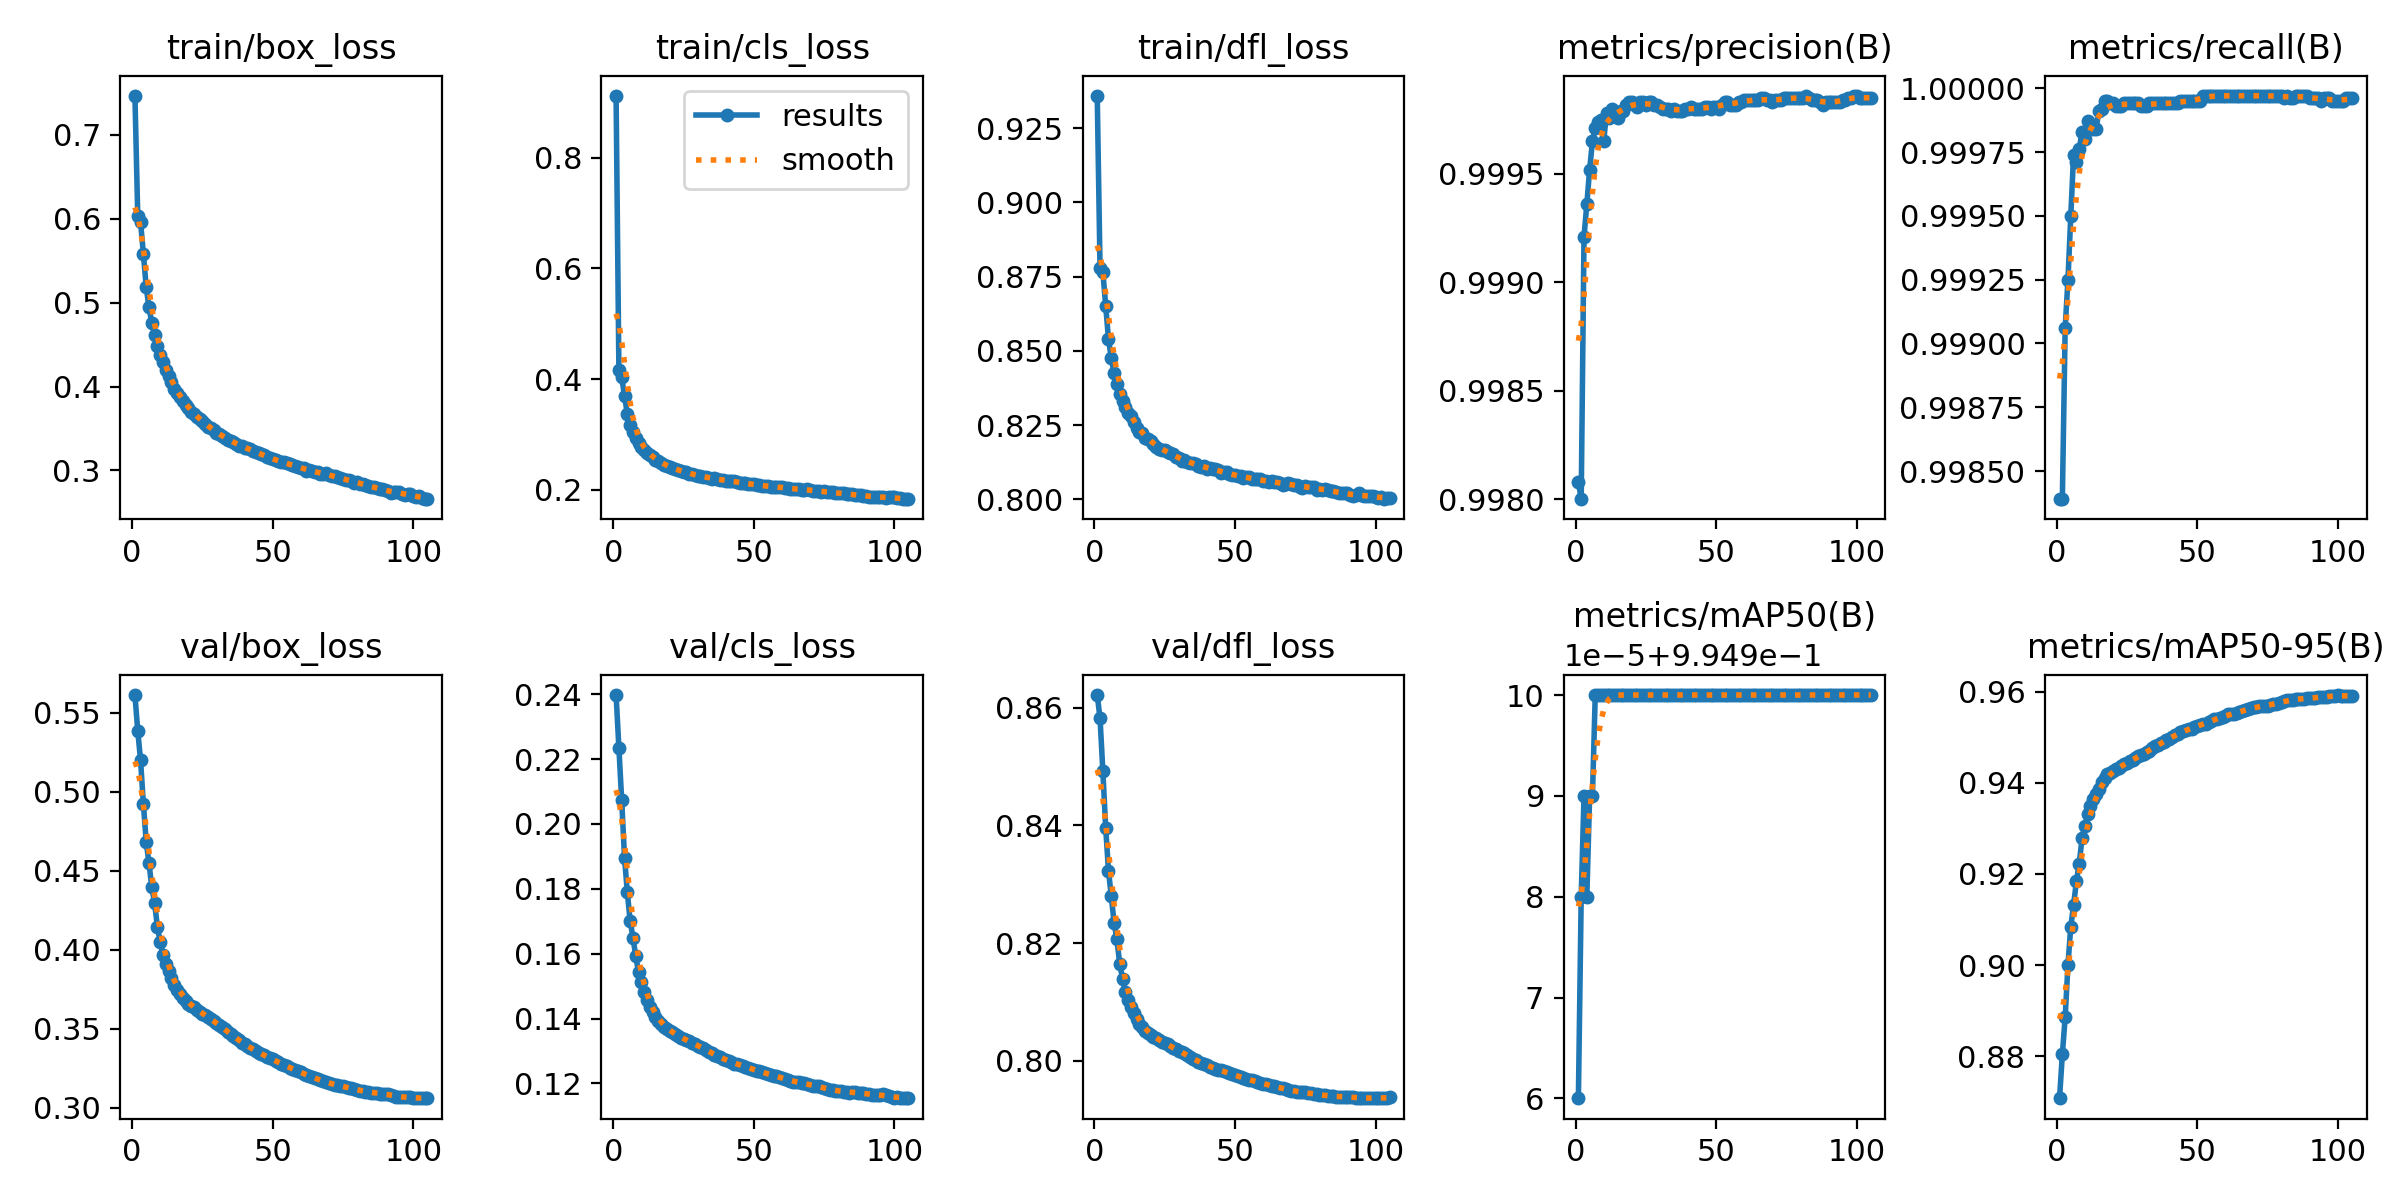 train/box_loss
0.7
0.6
0.5
0.4
0.3
0 50 100
train/cls_loss
results
smooth
0.8
0.6
0.4
0.2
0 50 100
train/dfl_loss
0.925
0.900
0.875
0.850
0.825
0.800
0 50 100
metrics/precision(B)
0.9995
0.9990
0.9985
0.9980
0 50 100
metrics/recall(B)
1.00000
0.99975
0.99950
0.99925
0.99900
0.99875
0.99850
0 50 100
val/box_loss
0.55
0.50
0.45
0.40
0.35
0.30
0 50 100
val/cls_loss
0.24
0.22
0.20
0.18
0.16
0.14
0.12
0 50 100
val/dfl_loss
0.86
0.84
0.82
0.80
0 50 100
metrics/mAP50(B)
1e−5+9.949e−1
10
9
8
7
6
0 50 100
metrics/mAP50-95(B)
0.96
0.94
0.92
0.90
0.88
0 50 100